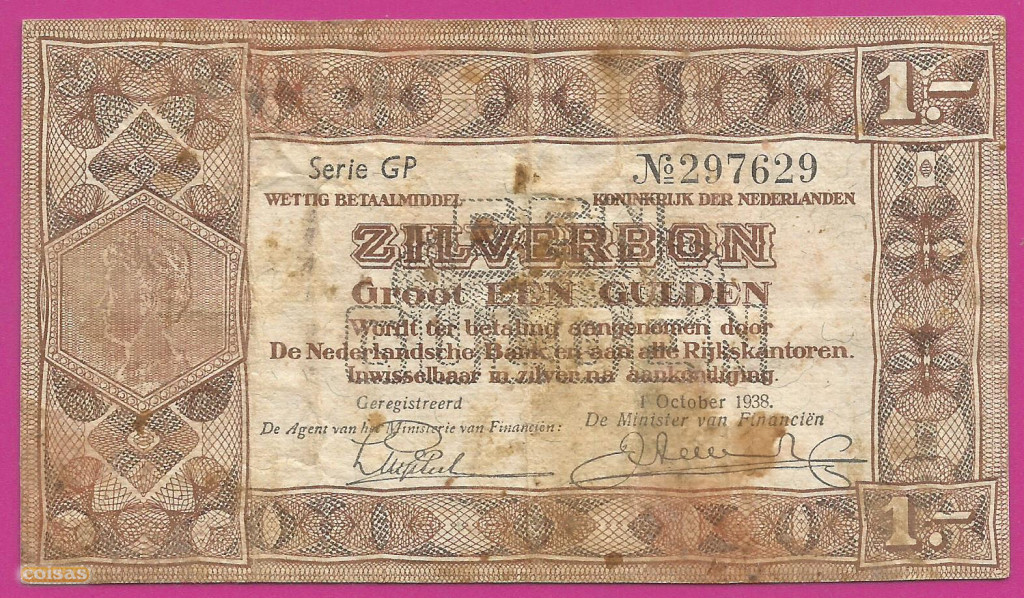 1.-
Serie GP
№297629
WETTIG BETAALMIDDEL
KONINKRIJK DER NEDERLANDEN
ZILVERBON
Groot EEN GULDEN
Wordt ter betaling aangenomen door
De Nederlandsche Bank en aan alle Rijkskantoren.
Inwisselbaar in zilver na aankondiging.
EEN
GULDEN
Geregistreerd
1 October 1938.
De Agent van het Ministerie van Financiën:
De Minister van Financiën
1.-
coisas